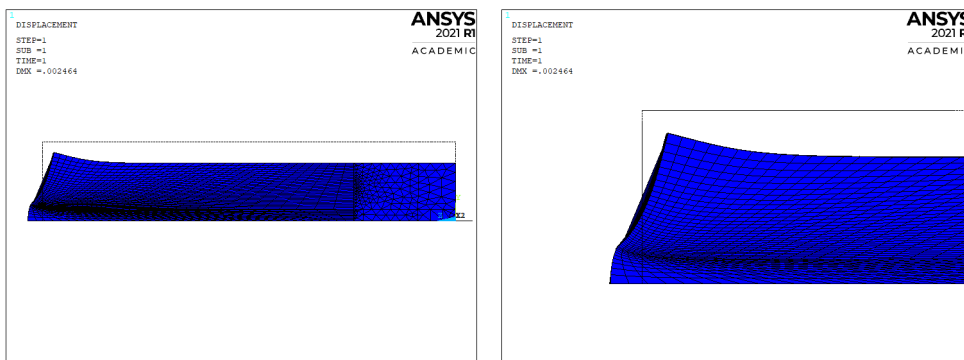 1
DISPLACEMENT
STEP=1
SUB =1
TIME=1
DMX =.002464
ANSYS
2021 R1
ACADEMIC
X2
1
DISPLACEMENT
STEP=1
SUB =1
TIME=1
DMX =.002464
ANSYS
2021 R
ACADEMIC